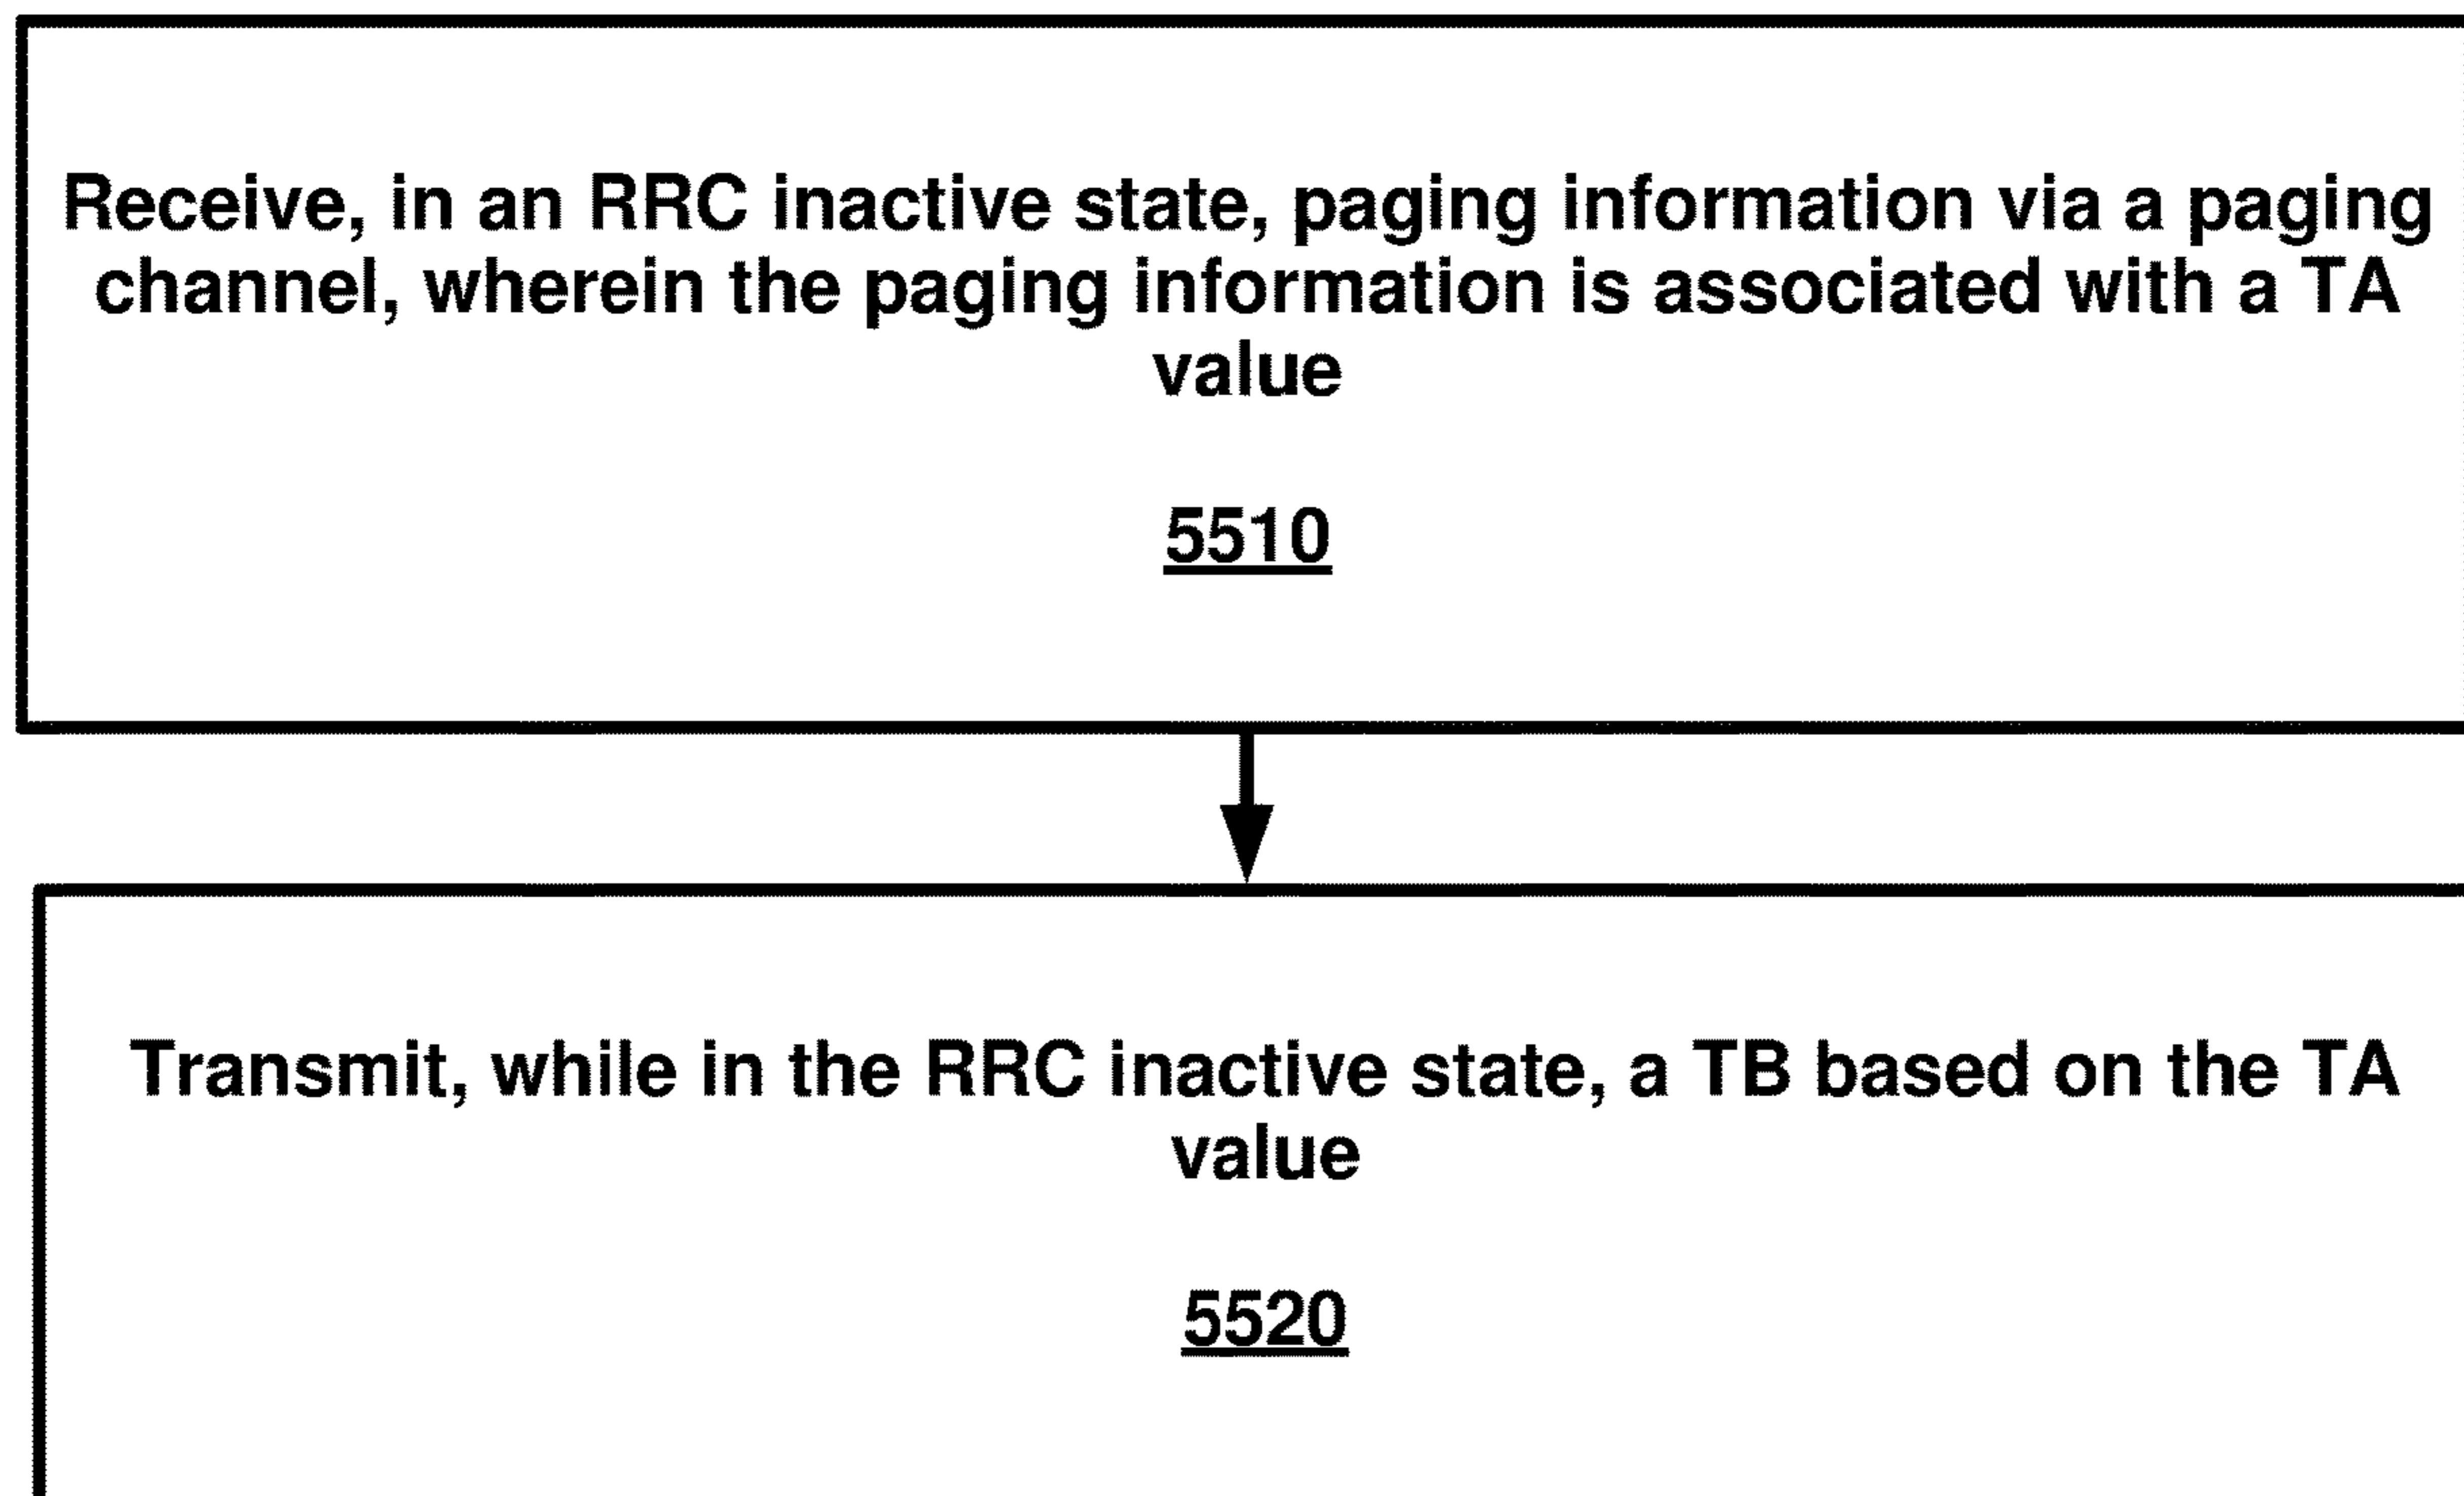 Receive, in an RRC inactive state, paging information via a paging
channel, wherein the paging information is associated with a TA
value
5510
Transmit, while in the RRC inactive state, a TB based on the TA
value
5520